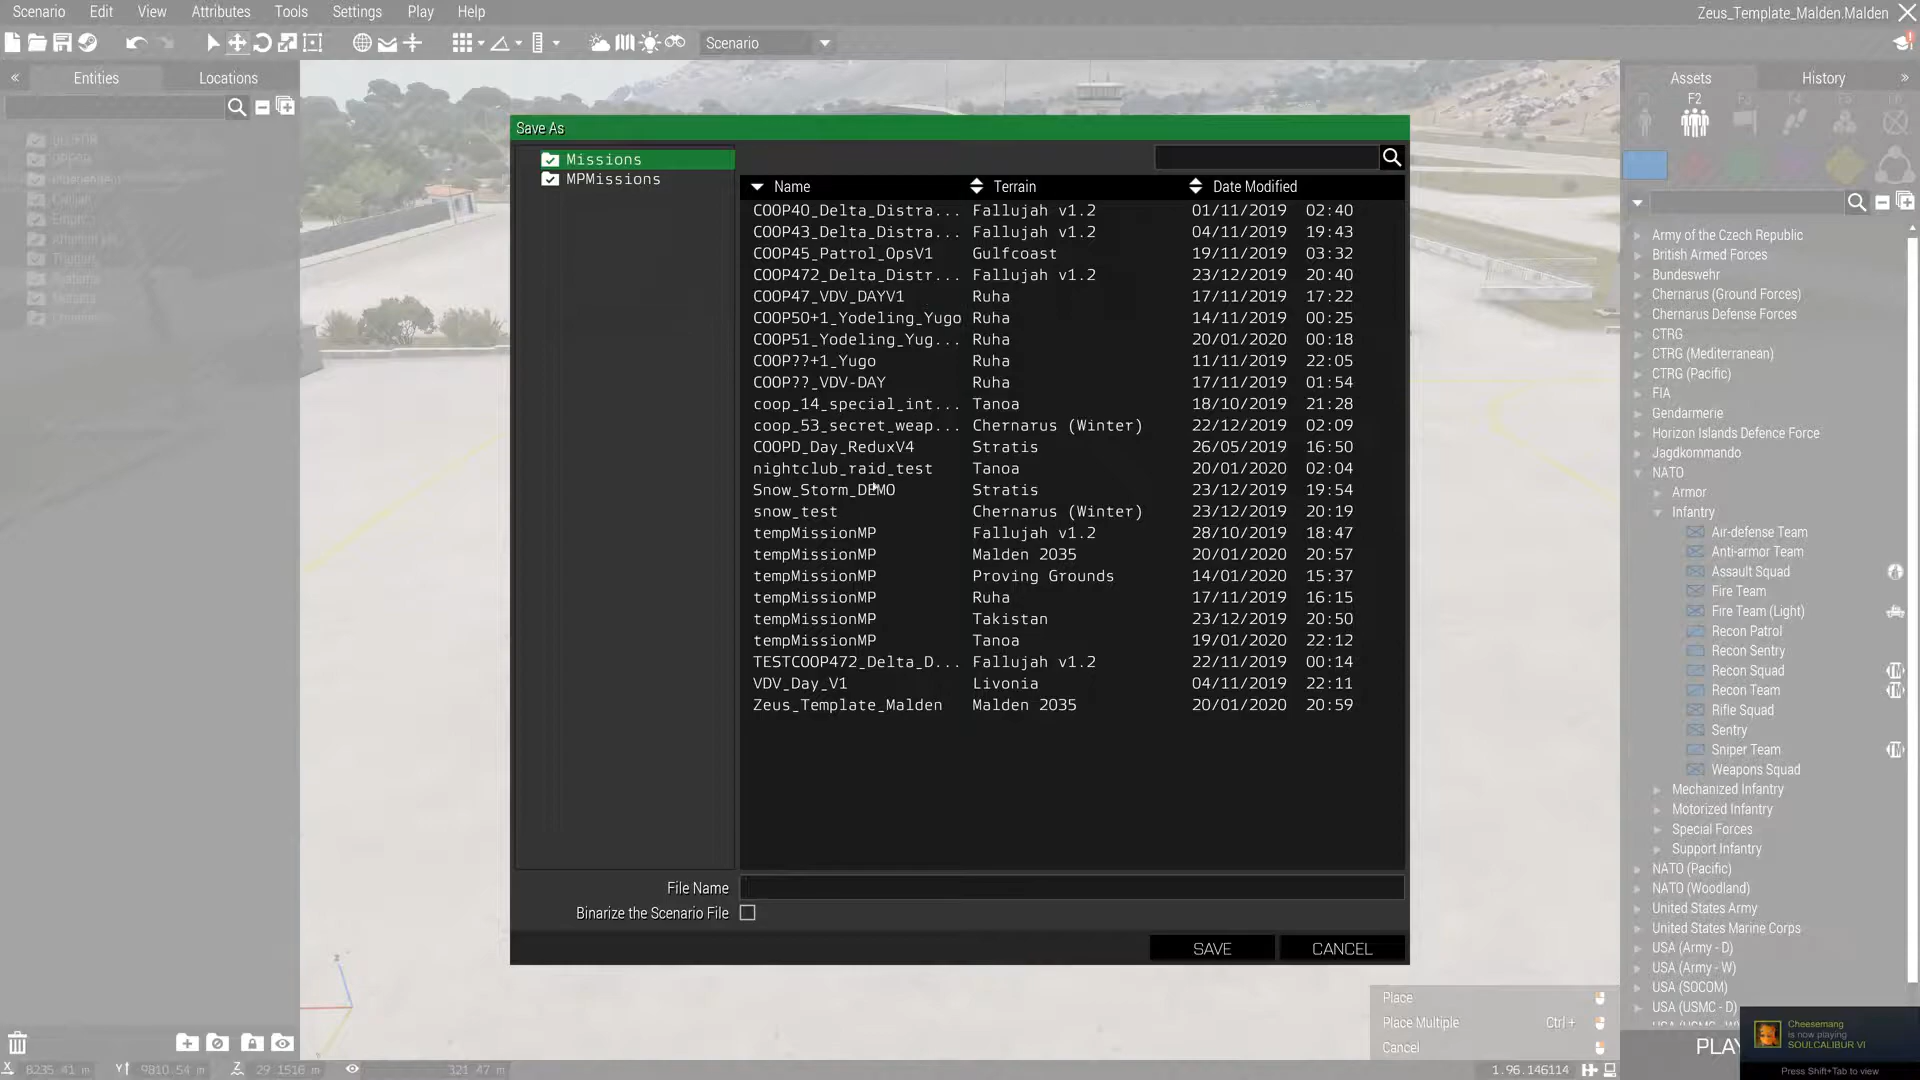 Scenario Edit View Attributes Tools Settings Play Help
Zeus_Template_Malden.Malden
Scenario
Entities Locations
Assets History
F2
Save As
Missions
MPMissions
Name Terrain Date Modified
COOP40_Delta_Distra... Fallujah v1.2 01/11/2019 02:40
COOP43_Delta_Distra... Fallujah v1.2 04/11/2019 19:43
COOP45_Patrol_OpsV1 Gulfcoast 19/11/2019 03:32
COOP472_Delta_Distr... Fallujah v1.2 23/12/2019 20:40
COOP47_VDV_DAYV1 Ruha 17/11/2019 17:22
COOP50+1_Yodeling_Yugo Ruha 14/11/2019 00:25
COOP51_Yodeling_Yug... Ruha 20/01/2020 00:18
COOP??+1_Yugo Ruha 11/11/2019 22:05
COOP??_VDV-DAY Ruha 17/11/2019 01:54
coop_14_special_int... Tanoa 18/10/2019 21:28
coop_53_secret_weap... Chernarus (Winter) 22/12/2019 02:09
COOPD_Day_ReduxV4 Stratis 26/05/2019 16:50
nightclub_raid_test Tanoa 20/01/2020 02:04
Snow_Storm_DEMO Stratis 23/12/2019 19:54
snow_test Chernarus (Winter) 23/12/2019 20:19
tempMissionMP Fallujah v1.2 28/10/2019 18:47
tempMissionMP Malden 2035 20/01/2020 20:57
tempMissionMP Proving Grounds 14/01/2020 15:37
tempMissionMP Ruha 17/11/2019 16:15
tempMissionMP Takistan 23/12/2019 20:50
tempMissionMP Tanoa 19/01/2020 22:12
TESTCOOP472_Delta_D... Fallujah v1.2 22/11/2019 00:14
VDV_Day_V1 Livonia 04/11/2019 22:11
Zeus_Template_Malden Malden 2035 20/01/2020 20:59
File Name
Binarize the Scenario File
SAVE CANCEL
Army of the Czech Republic
British Armed Forces
Bundeswehr
Chernarus (Ground Forces)
Chernarus Defense Forces
CTRG
CTRG (Mediterranean)
CTRG (Pacific)
FIA
Gendarmerie
Horizon Islands Defence Force
Jagdkommando
NATO
Armor
Infantry
Air-defense Team
Anti-armor Team
Assault Squad
Fire Team
Fire Team (Light)
Recon Patrol
Recon Sentry
Recon Squad
Recon Team
Rifle Squad
Sentry
Sniper Team
Weapons Squad
Mechanized Infantry
Motorized Infantry
Special Forces
Support Infantry
NATO (Pacific)
NATO (Woodland)
United States Army
United States Marine Corps
USA (Army - D)
USA (Army - W)
USA (SOCOM)
USA (USMC - D)
Place
Place Multiple Ctrl +
Cancel
Cheesemang
is now playing
SOULCALIBUR VI
Press Shift+Tab to view
X 8235.41 m Y 9810.54 m Z 29.1516 m 321.47 m
1.96.146114